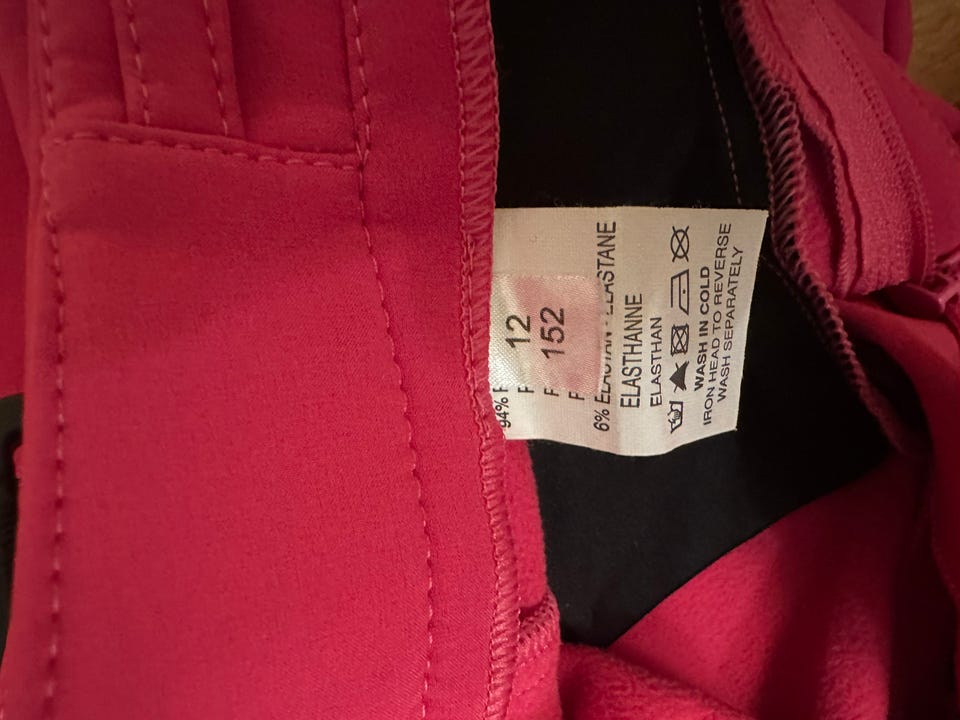 12
152
94%
6% ELASTAN - ELASTANE
ELASTHANNE
ELASTHAN
WASH IN COLD
IRON HEAD TO REVERSE
WASH SEPARATELY